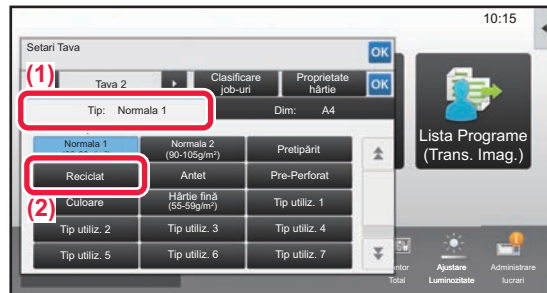 10:15
Setari Tava
OK
(1)
Tava 2
Clasificare
job-uri
Proprietate
hârtie
OK
Tip: Normala 1
Dim: A4
Normala 1
Normala 2
(90-105g/m²)
Pretipărit
Reciclat
Antet
Pre-Perforat
(2)
Culoare
Hârtie fină
(55-59g/m²)
Tip utiliz. 1
Tip utiliz. 2
Tip utiliz. 3
Tip utiliz. 4
Tip utiliz. 5
Tip utiliz. 6
Tip utiliz. 7
Lista Programe
(Trans. Imag.)
Total
Ajustare
Luminozitate
Administrare
lucrari